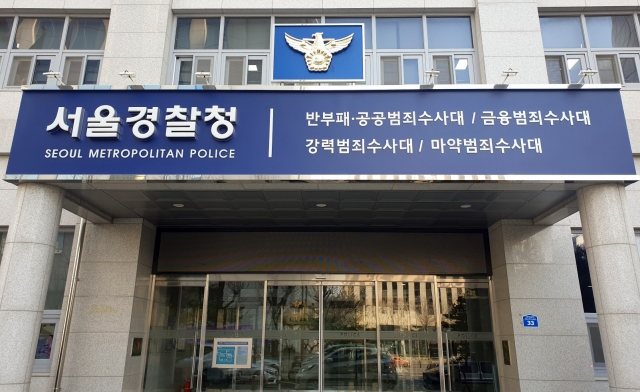 서울경찰청
SEOUL METROPOLITAN POLICE
반부패·공공범죄수사대 / 금융범죄수사대
강력범죄수사대 / 마약범죄수사대
33